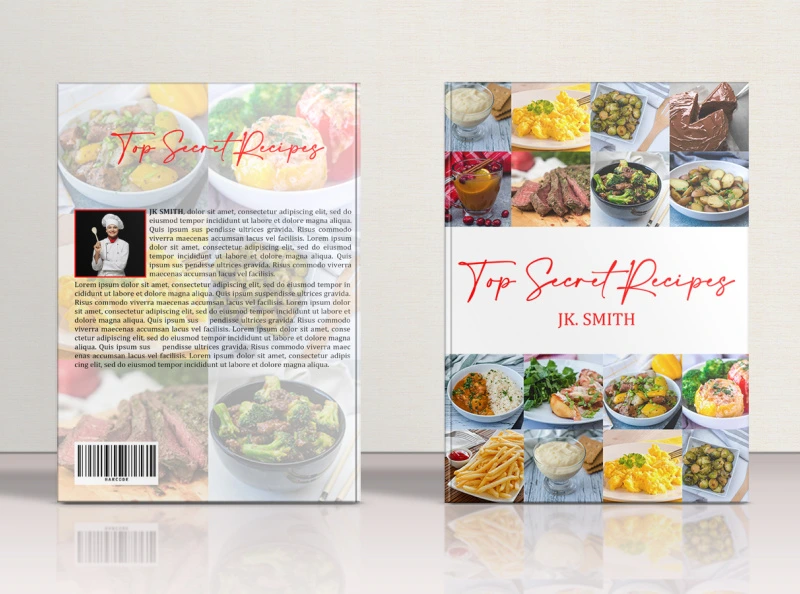 Top Secret Recipes
JK SMITH, dolor sit amet, consectetur adipiscing elit, sed do
eiusmod tempor incididunt ut labore et dolore magna aliqua.
Quis ipsum sus pendisse ultrices gravida. Risus commodo
viverra maecenas accumsan lacus vel facilisis. Lorem ipsum
dolor sit amet, consectetur adipiscing elit, sed do eiusmod
tempor incididunt ut labore et dolore magna aliqua. Quis
ipsum sus pendisse ultrices gravida. Risus commodo viverra
maecenas accumsan lacus vel facilisis.
Lorem ipsum dolor sit amet, consectetur adipiscing elit, sed do eiusmod tempor in
cididunt ut labore et dolore magna aliqua. Quis ipsum suspendisse ultrices gravida.
Risus commodo viverra maecenas accumsan lacus vel facilisis. Lorem ipsum dolor
sit amet, consectetur adipiscing elit, sed do eiusmod tempor incididunt ut labore et
dolore magna aliqua. Quis ipsum sus pendisse ultrices gravida. Risus commodo
viverra maecenas accumsan lacus vel facilisis. Lorem ipsum dolor sit amet, conse
ctetur adipiscing elit, sed do eiusmod tempor incididunt ut labore et dolore magna
aliqua. Quis ipsum sus pendisse ultrices gravida. Risus commodo viverra maec
enas accumsan lacus vel facilisis. Lorem ipsum dolor sit amet, consectetur adipis
cing elit, sed do eiusmod tempor incididunt ut labore et dolore magna aliqua.
BARCODE
Top Secret Recipes
JK. SMITH